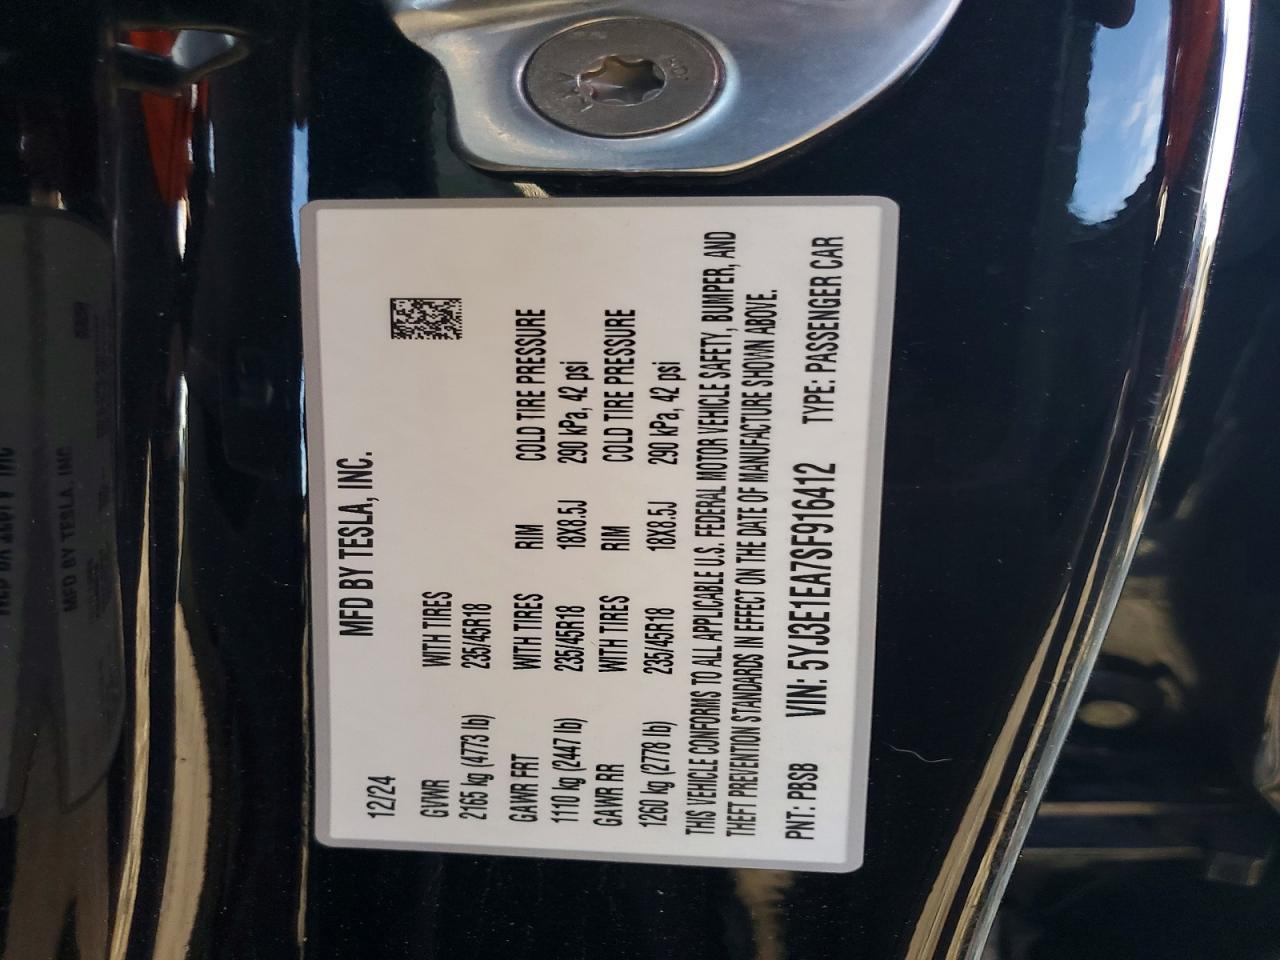 12/24 MFD BY TESLA, INC.
GVWR WITH TIRES
2165 kg (4773 lb) 235/45R18
GAWR FRT WITH TIRES RIM COLD TIRE PRESSURE
1110 kg (2447 lb) 235/45R18 18X8.5J 290 kPa, 42 psi
GAWR RR WITH TIRES RIM COLD TIRE PRESSURE
1260 kg (2778 lb) 235/45R18 18X8.5J 290 kPa, 42 psi
THIS VEHICLE CONFORMS TO ALL APPLICABLE U.S. FEDERAL MOTOR VEHICLE SAFETY, BUMPER, AND
THEFT PREVENTION STANDARDS IN EFFECT ON THE DATE OF MANUFACTURE SHOWN ABOVE.
PNT: PBSB VIN: 5YJ3E1EA7SF916412 TYPE: PASSENGER CAR
MFD BY TESLA, INC